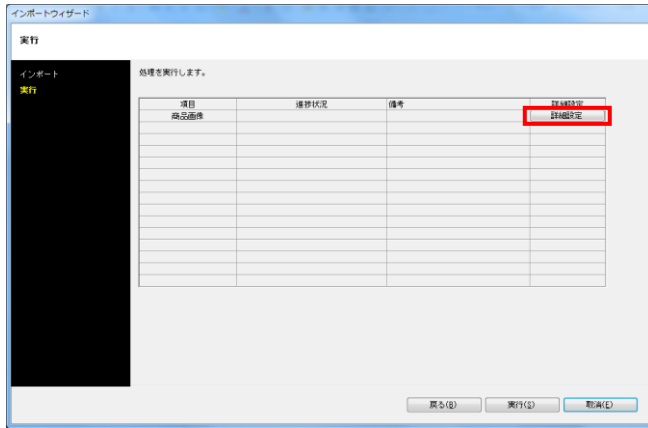 インポートウィザード
実行
インポート
実行
処理を実行します。
項目 進捗状況 備考 詳細設定
商品画像 詳細設定
戻る(B) 実行(S) 取消(E)